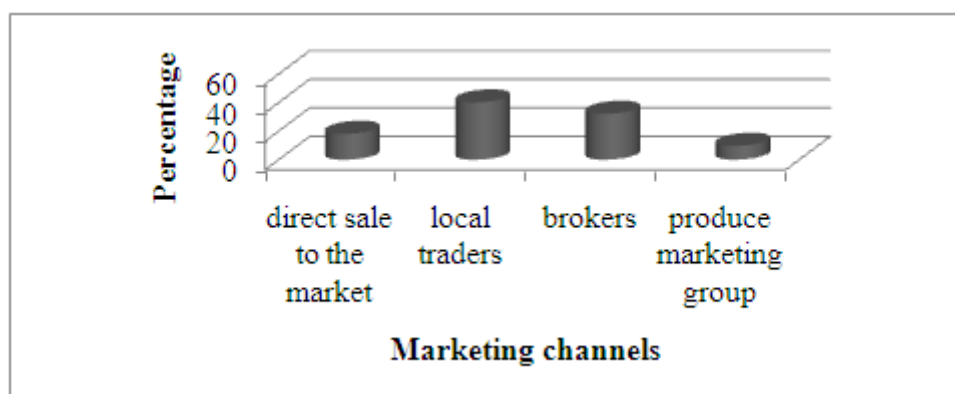 Percentage
60
40
20
0
direct sale to the market
local traders
brokers
produce marketing group
Marketing channels